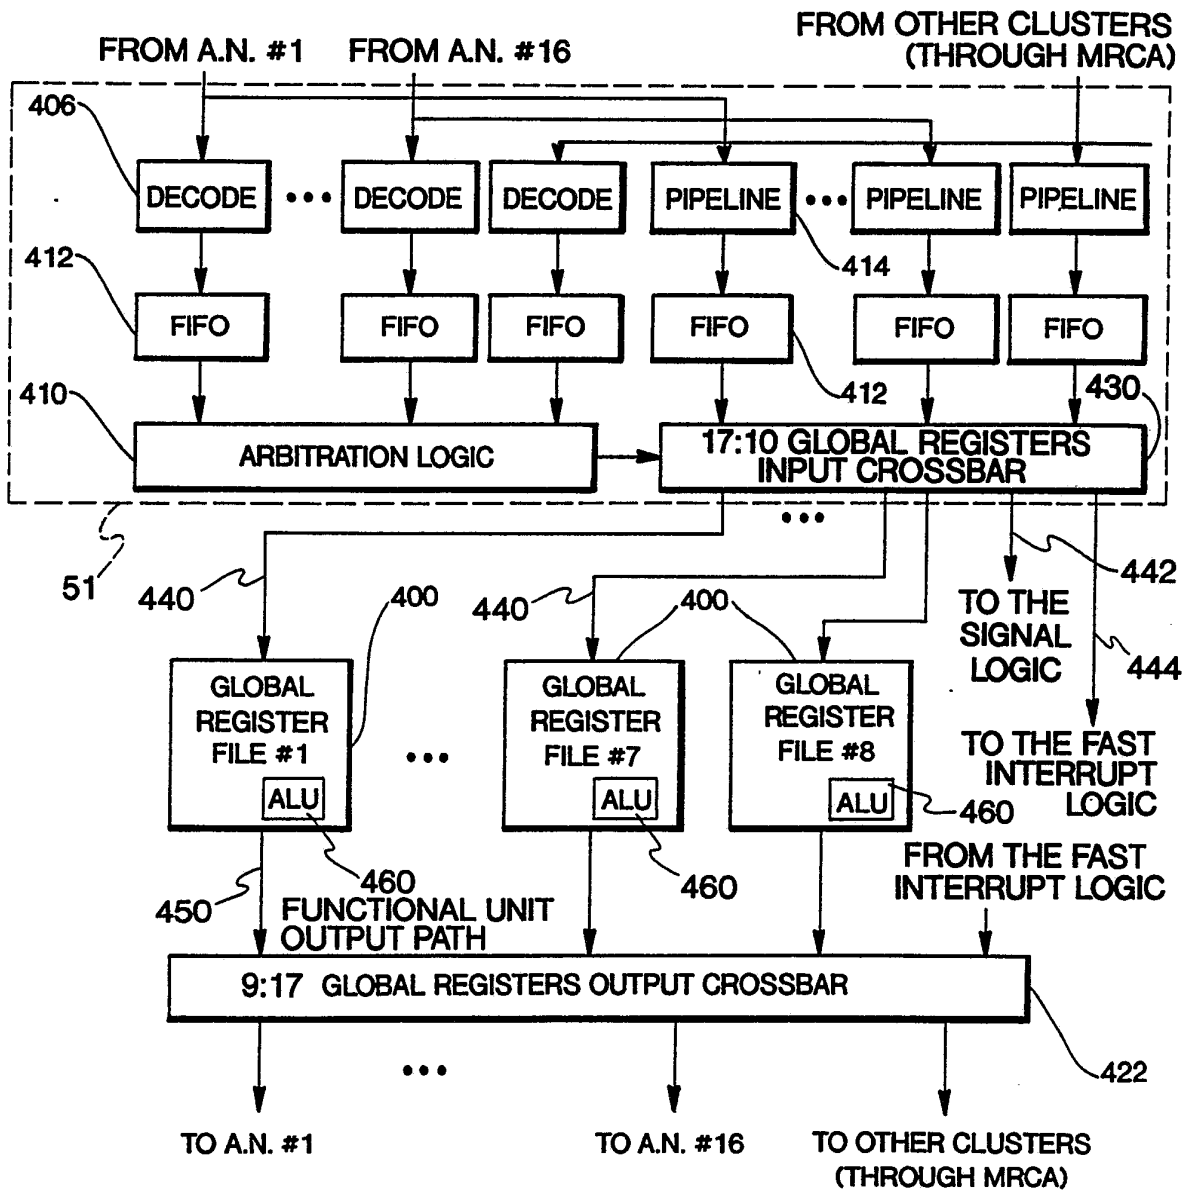 FROM A.N. #1
FROM A.N. #16
FROM OTHER CLUSTERS
(THROUGH MRCA)
406
DECODE
DECODE
DECODE
PIPELINE
PIPELINE
PIPELINE
412
414
FIFO
FIFO
FIFO
FIFO
FIFO
FIFO
410
412
430
ARBITRATION LOGIC
17:10 GLOBAL REGISTERS
INPUT CROSSBAR
51
440
400
440
400
442
TO THE
SIGNAL
LOGIC
444
GLOBAL
REGISTER
FILE #1
ALU
GLOBAL
REGISTER
FILE #7
ALU
GLOBAL
REGISTER
FILE #8
ALU
TO THE FAST
INTERRUPT
LOGIC
460
460
460
450
FROM THE FAST
INTERRUPT LOGIC
FUNCTIONAL UNIT
OUTPUT PATH
9:17 GLOBAL REGISTERS OUTPUT CROSSBAR
422
TO A.N. #1
TO A.N. #16
TO OTHER CLUSTERS
(THROUGH MRCA)